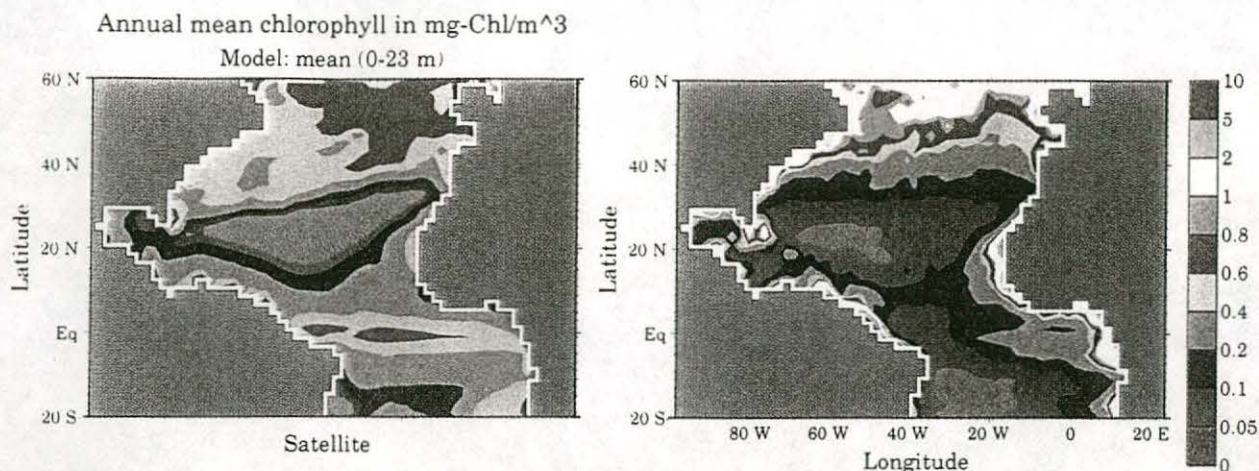 Annual mean chlorophyll in mg-Chl/m^3
Model: mean (0-23 m)
60 N
40 N
20 N
Eq
20 S
Latitude
Satellite
60 N
40 N
20 N
Eq
20 S
Latitude
80 W 60 W 40 W 20 W 0 20 E
Longitude
10
5
2
1
0.8
0.6
0.4
0.2
0.1
0.05
0